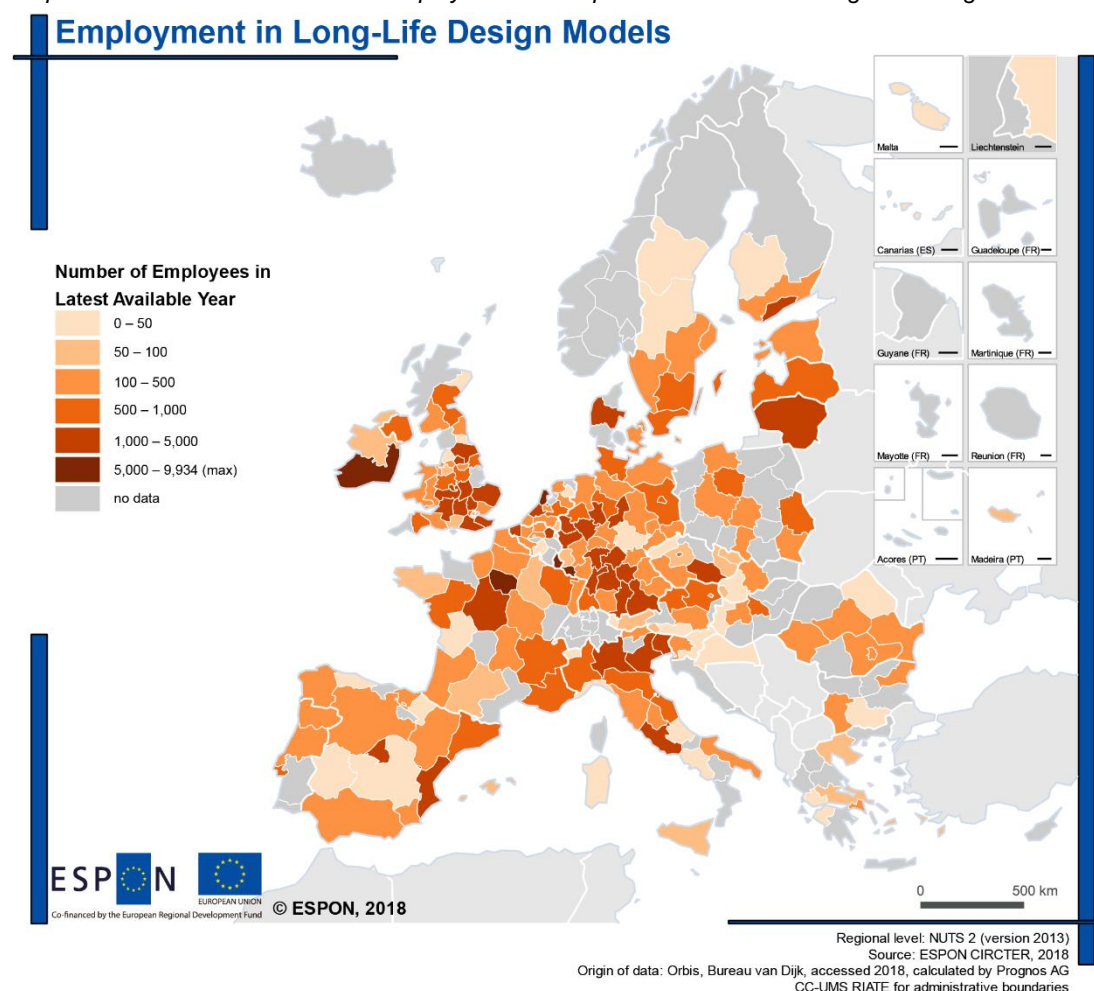 Employment in Long-Life Design Models
Number of Employees in
Latest Available Year
0 – 50
50 – 100
100 – 500
500 – 1,000
1,000 – 5,000
5,000 – 9,934 (max)
no data
Malta
Liechtenstein
Canarias (ES)
Guadeloupe (FR)
Guyane (FR)
Martinique (FR)
Mayotte (FR)
Reunion (FR)
Acores (PT)
Madeira (PT)
ESPON
EUROPEAN UNION
Co-financed by the European Regional Development Fund
© ESPON, 2018
0 500 km
Regional level: NUTS 2 (version 2013)
Source: ESPON CIRCTER, 2018
Origin of data: Orbis, Bureau van Dijk, accessed 2018, calculated by Prognos AG
CC-UMS RIATE for administrative boundaries